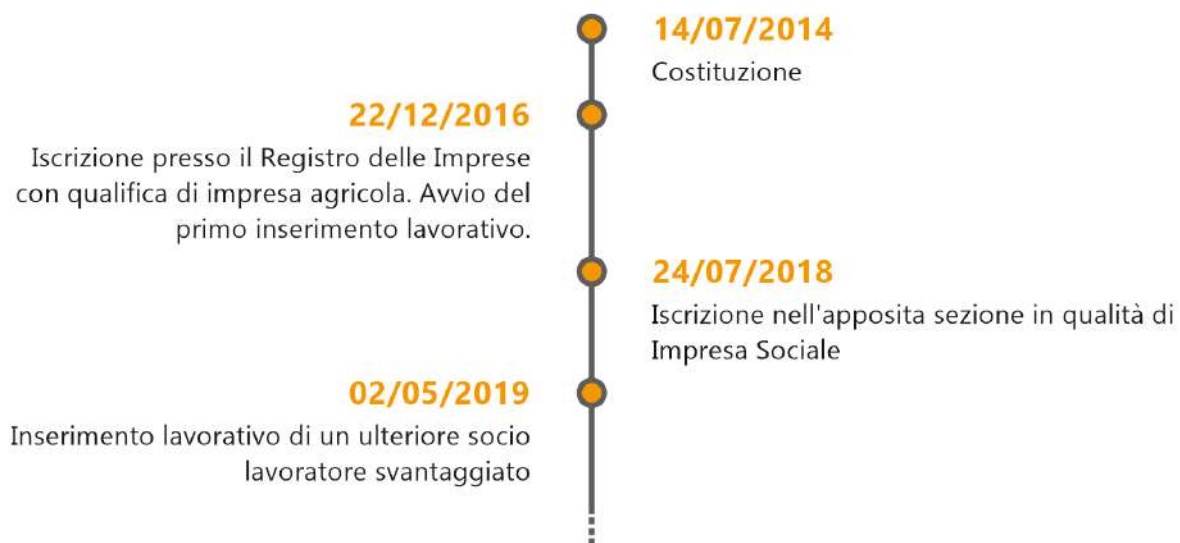 14/07/2014
Costituzione
22/12/2016
Iscrizione presso il Registro delle Imprese
con qualifica di impresa agricola. Avvio del
primo inserimento lavorativo.
24/07/2018
Iscrizione nell'apposita sezione in qualità di
Impresa Sociale
02/05/2019
Inserimento lavorativo di un ulteriore socio
lavoratore svantaggiato